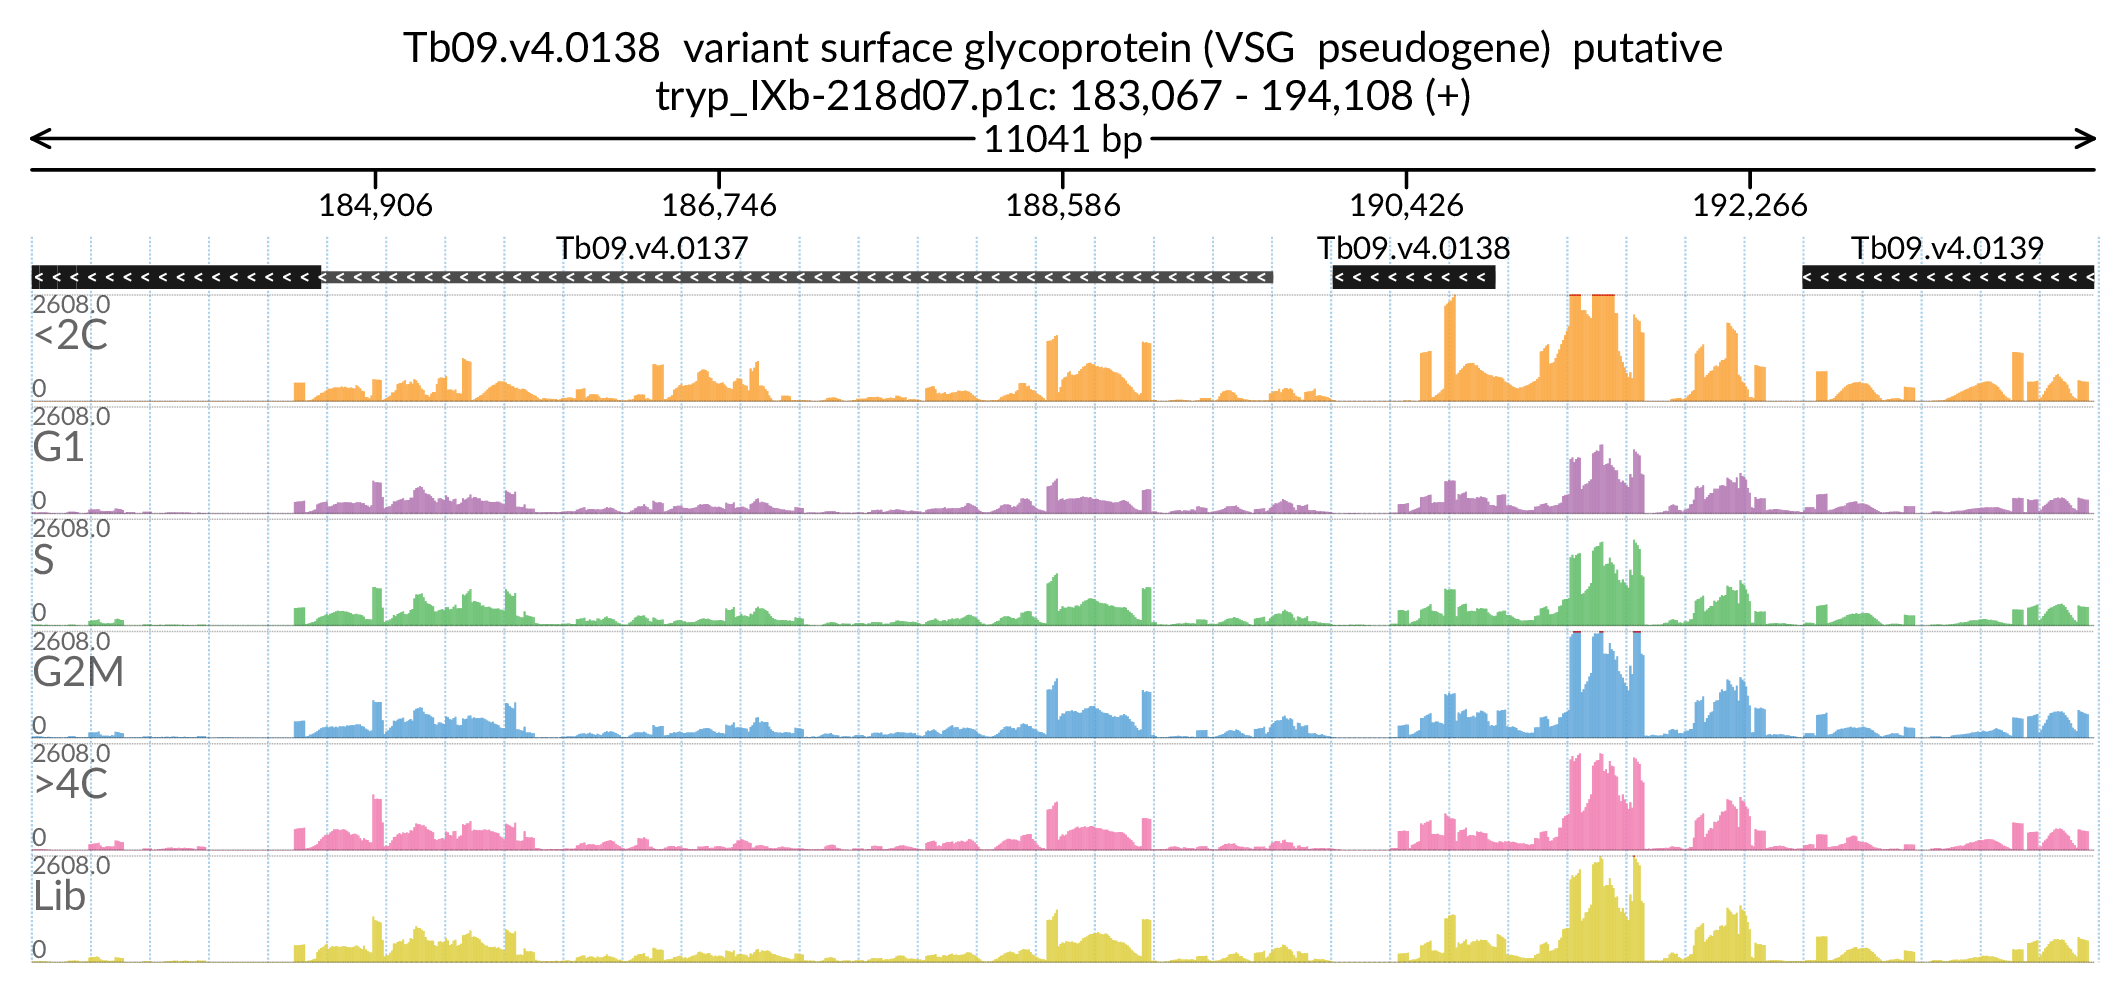 Tb09.v4.0138 variant surface glycoprotein (VSG pseudogene) putative
tryp_IXb-218d07.p1c: 183,067 - 194,108 (+)
11041 bp
184,906 186,746 188,586 190,426 192,266
Tb09.v4.0137 Tb09.v4.0138 Tb09.v4.0139
2608.0
<2C
0
2608.0
G1
0
2608.0
S
0
2608.0
G2M
0
2608.0
>4C
0
2608.0
Lib
0